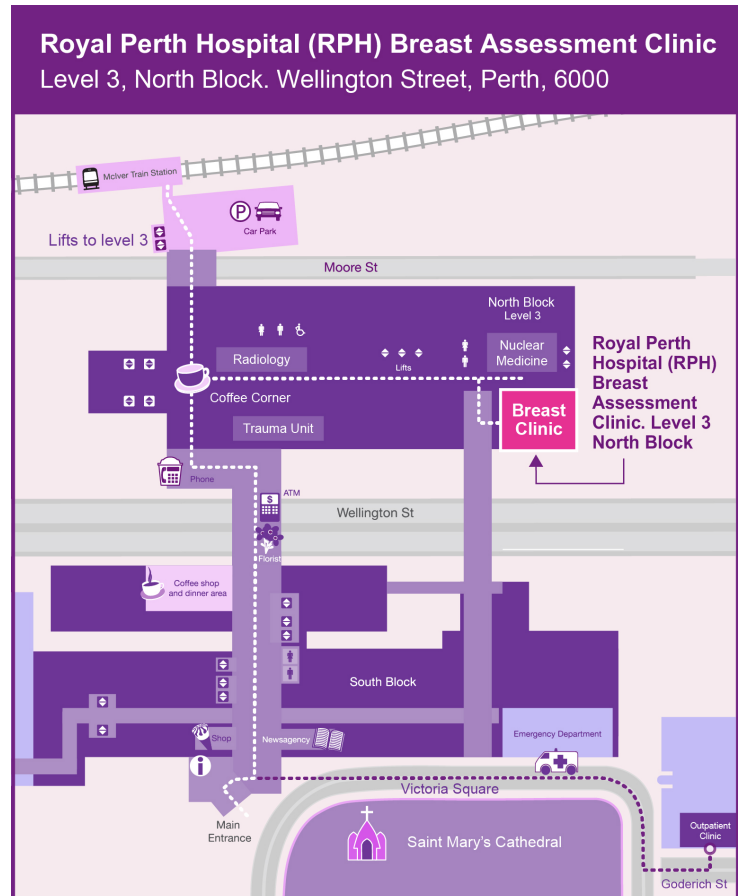 Royal Perth Hospital (RPH) Breast Assessment Clinic
Level 3, North Block. Wellington Street, Perth, 6000
McIver Train Station
P
Car Park
Lifts to level 3
Moore St
North Block
Level 3
Radiology
Lifts
Nuclear
Medicine
Royal Perth
Hospital (RPH)
Breast
Assessment
Clinic. Level 3
North Block
Coffee Corner
Breast
Clinic
Trauma Unit
Phone
ATM
$
Wellington St
Florist
Coffee shop
and dinner area
South Block
Shop
Newsagency
Emergency Department
i
Victoria Square
Main
Entrance
Saint Mary's Cathedral
Outpatient
Clinic
Goderich St